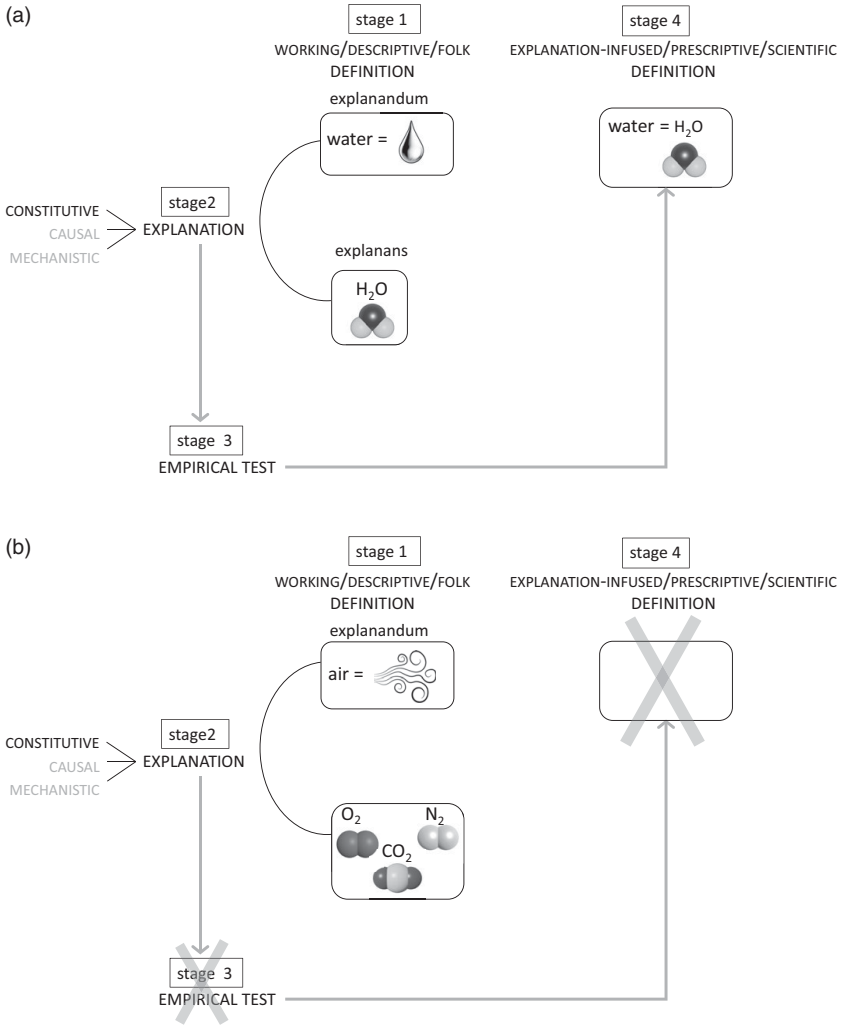 (a)
stage 1
WORKING/DESCRIPTIVE/FOLK
DEFINITION
stage 4
EXPLANATION-INFUSED/PRESCRIPTIVE/SCIENTIFIC
DEFINITION
explanandum
water =
water = H₂O
stage2
EXPLANATION
CONSTITUTIVE
CAUSAL
MECHANISTIC
explanans
H₂O
stage 3
EMPIRICAL TEST
(b)
stage 1
WORKING/DESCRIPTIVE/FOLK
DEFINITION
stage 4
EXPLANATION-INFUSED/PRESCRIPTIVE/SCIENTIFIC
DEFINITION
explanandum
air =
stage2
EXPLANATION
CONSTITUTIVE
CAUSAL
MECHANISTIC
O₂
N₂
CO₂
stage 3
EMPIRICAL TEST